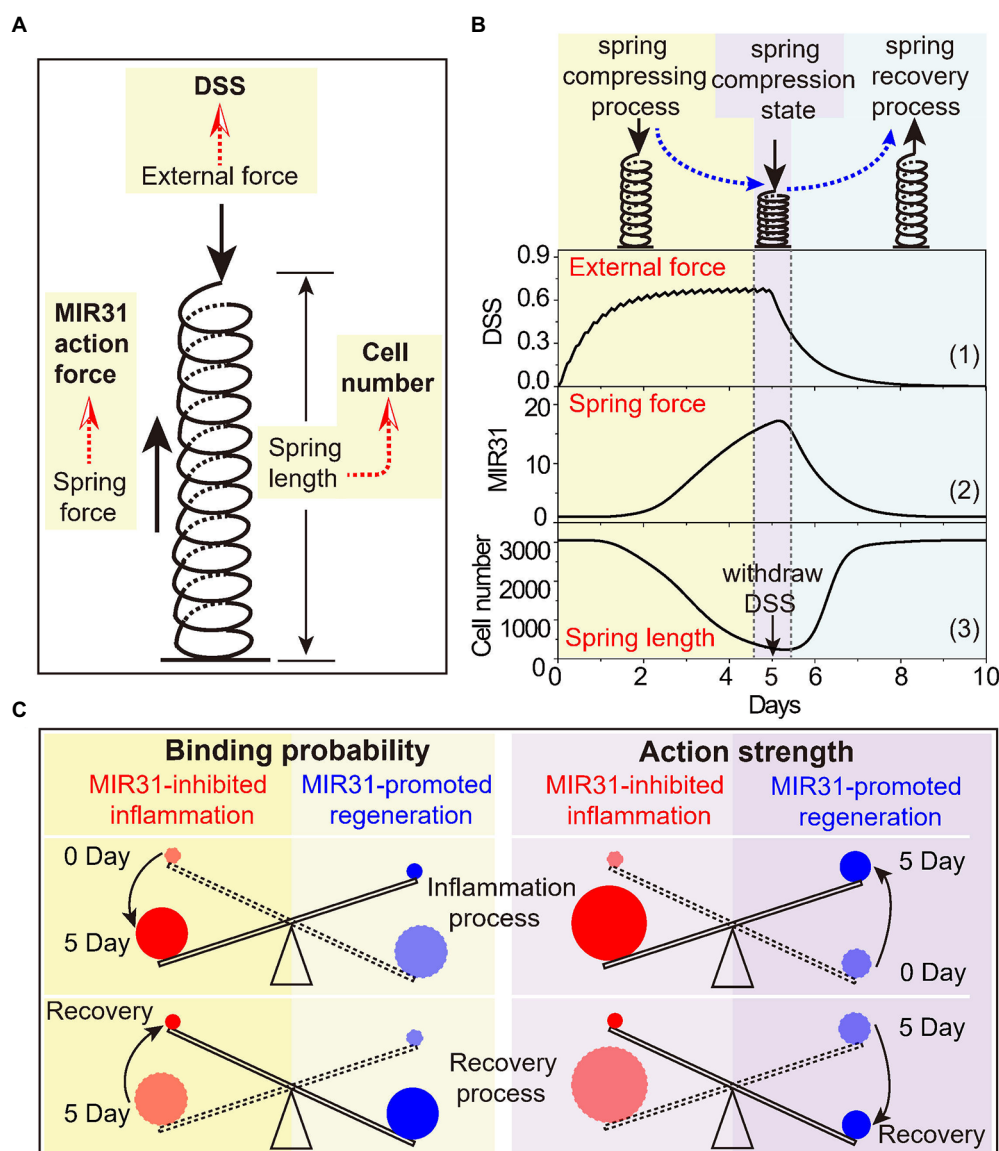 A
DSS
External force
MIR31
action
force
Spring
force
Cell
number
Spring
length
B
spring
compressing
process
spring
compression
state
spring
recovery
process
0.9
0.6
0.3
0.0
DSS
External force
(1)
20
10
0
MIR31
Spring force
(2)
3000
2000
1000
0
Cell number
withdraw
DSS
Spring length
(3)
0 2 4 5 6 8 10
Days
C
Binding probability
MIR31-inhibited
inflammation
MIR31-promoted
regeneration
Action strength
MIR31-inhibited
inflammation
MIR31-promoted
regeneration
0 Day
5 Day
Inflammation
process
5 Day
0 Day
Recovery
5 Day
Recovery
process
5 Day
Recovery